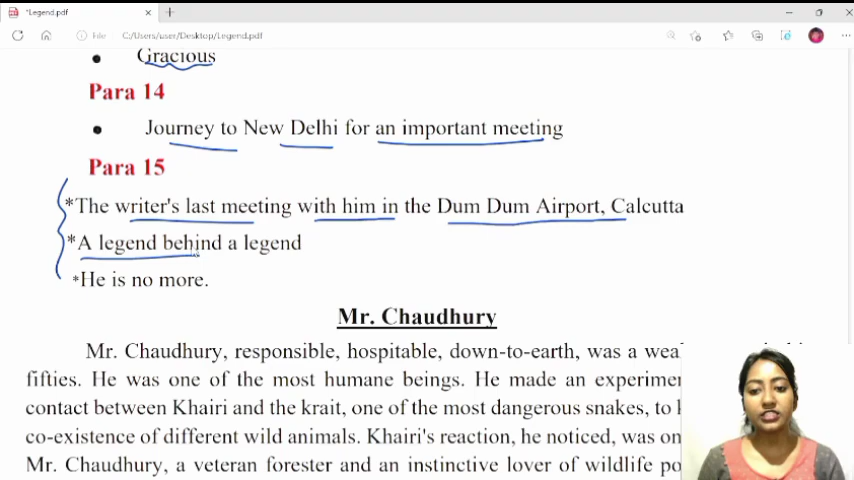 *Legend.pdf
File C:/Users/user/Desktop/Legend.pdf
• Gracious
Para 14
• Journey to New Delhi for an important meeting
Para 15
*The writer's last meeting with him in the Dum Dum Airport, Calcutta
*A legend behind a legend
*He is no more.
Mr. Chaudhury
Mr. Chaudhury, responsible, hospitable, down-to-earth, was a
fifties. He was one of the most humane beings. He made an
contact between Khairi and the krait, one of the most dangerous snakes, to
co-existence of different wild animals. Khairi's reaction, he noticed, was
Mr. Chaudhury, a veteran forester and an instinctive lover of wildlife